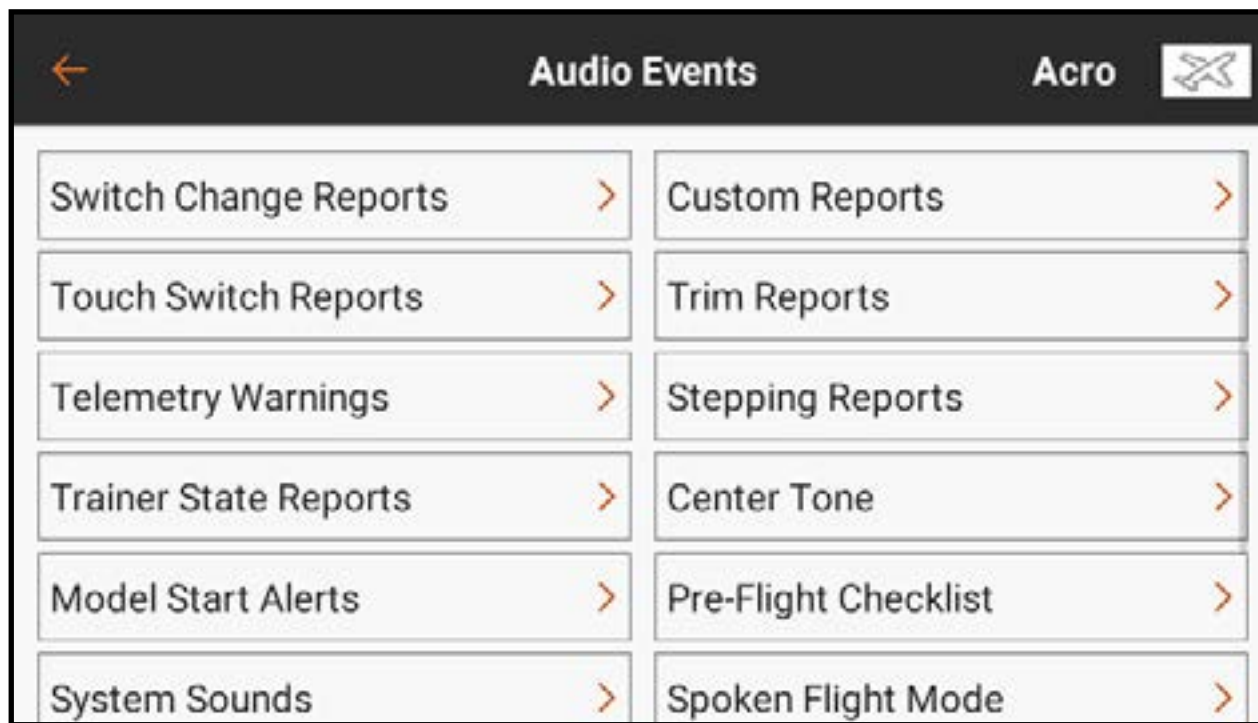 Audio Events
Acro
Switch Change Reports
Custom Reports
Touch Switch Reports
Trim Reports
Telemetry Warnings
Stepping Reports
Trainer State Reports
Center Tone
Model Start Alerts
Pre-Flight Checklist
System Sounds
Spoken Flight Mode